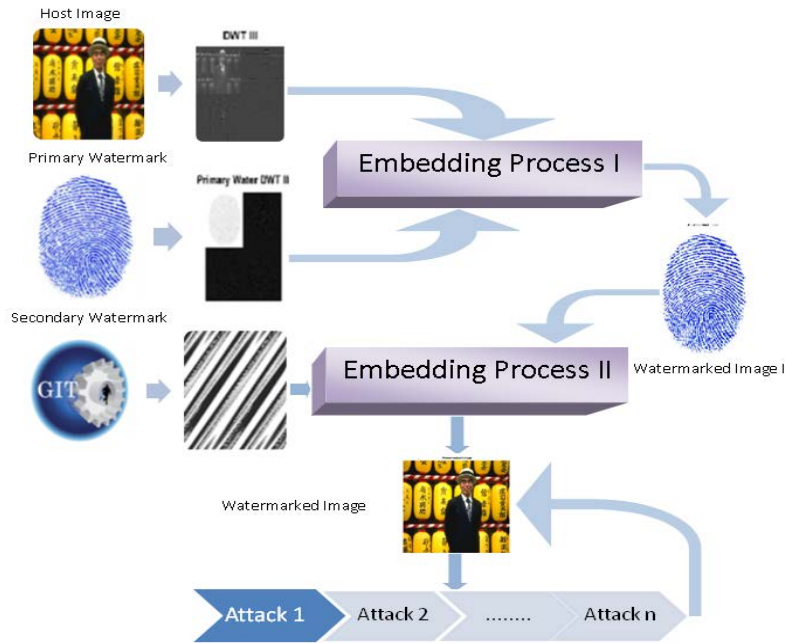 Host Image
DWT III
Primary Watermark
Primary Water DWT II
Embedding Process I
Secondary Watermark
GIT
Embedding Process II
Watermarked Image I
Watermarked Image
Attack 1
Attack 2
........
Attack n